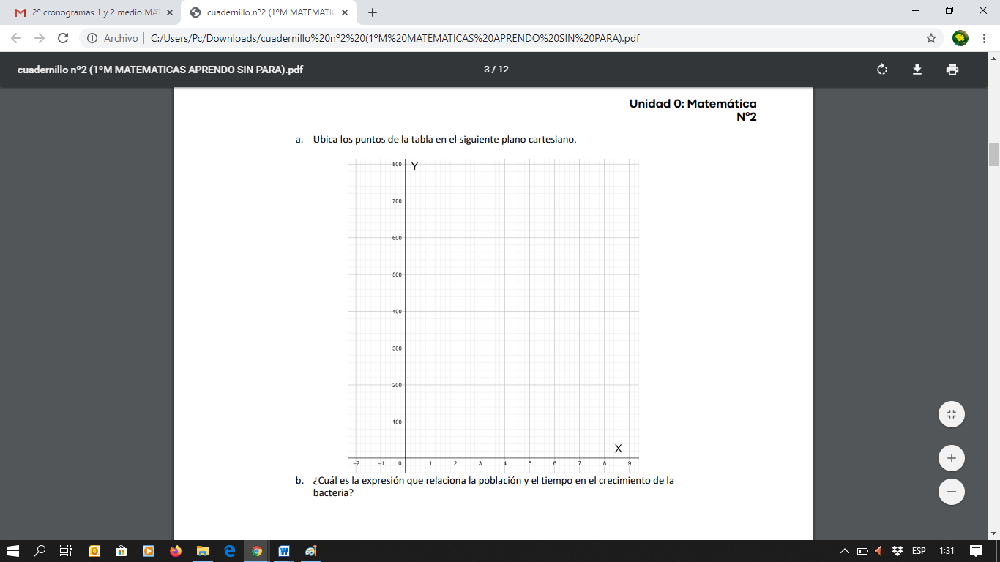 2º cronogramas 1 y 2 medio MA
cuadernillo nº2 (1ºM MATEMATIC
Archivo
C:/Users/Pc/Downloads/cuadernillo%20nº2%20(1ºM%20MATEMATICAS%20APRENDO%20SIN%20PARA).pdf
cuadernillo nº2 (1ºM MATEMATICAS APRENDO SIN PARA).pdf
3 / 12
Unidad 0: Matemática
N°2
a. Ubica los puntos de la tabla en el siguiente plano cartesiano.
800
Y
700
600
500
400
300
200
100
X
−2 −1 0 1 2 3 4 5 6 7 8 9
b. ¿Cuál es la expresión que relaciona la población y el tiempo en el crecimiento de la
bacteria?
ESP
1:31